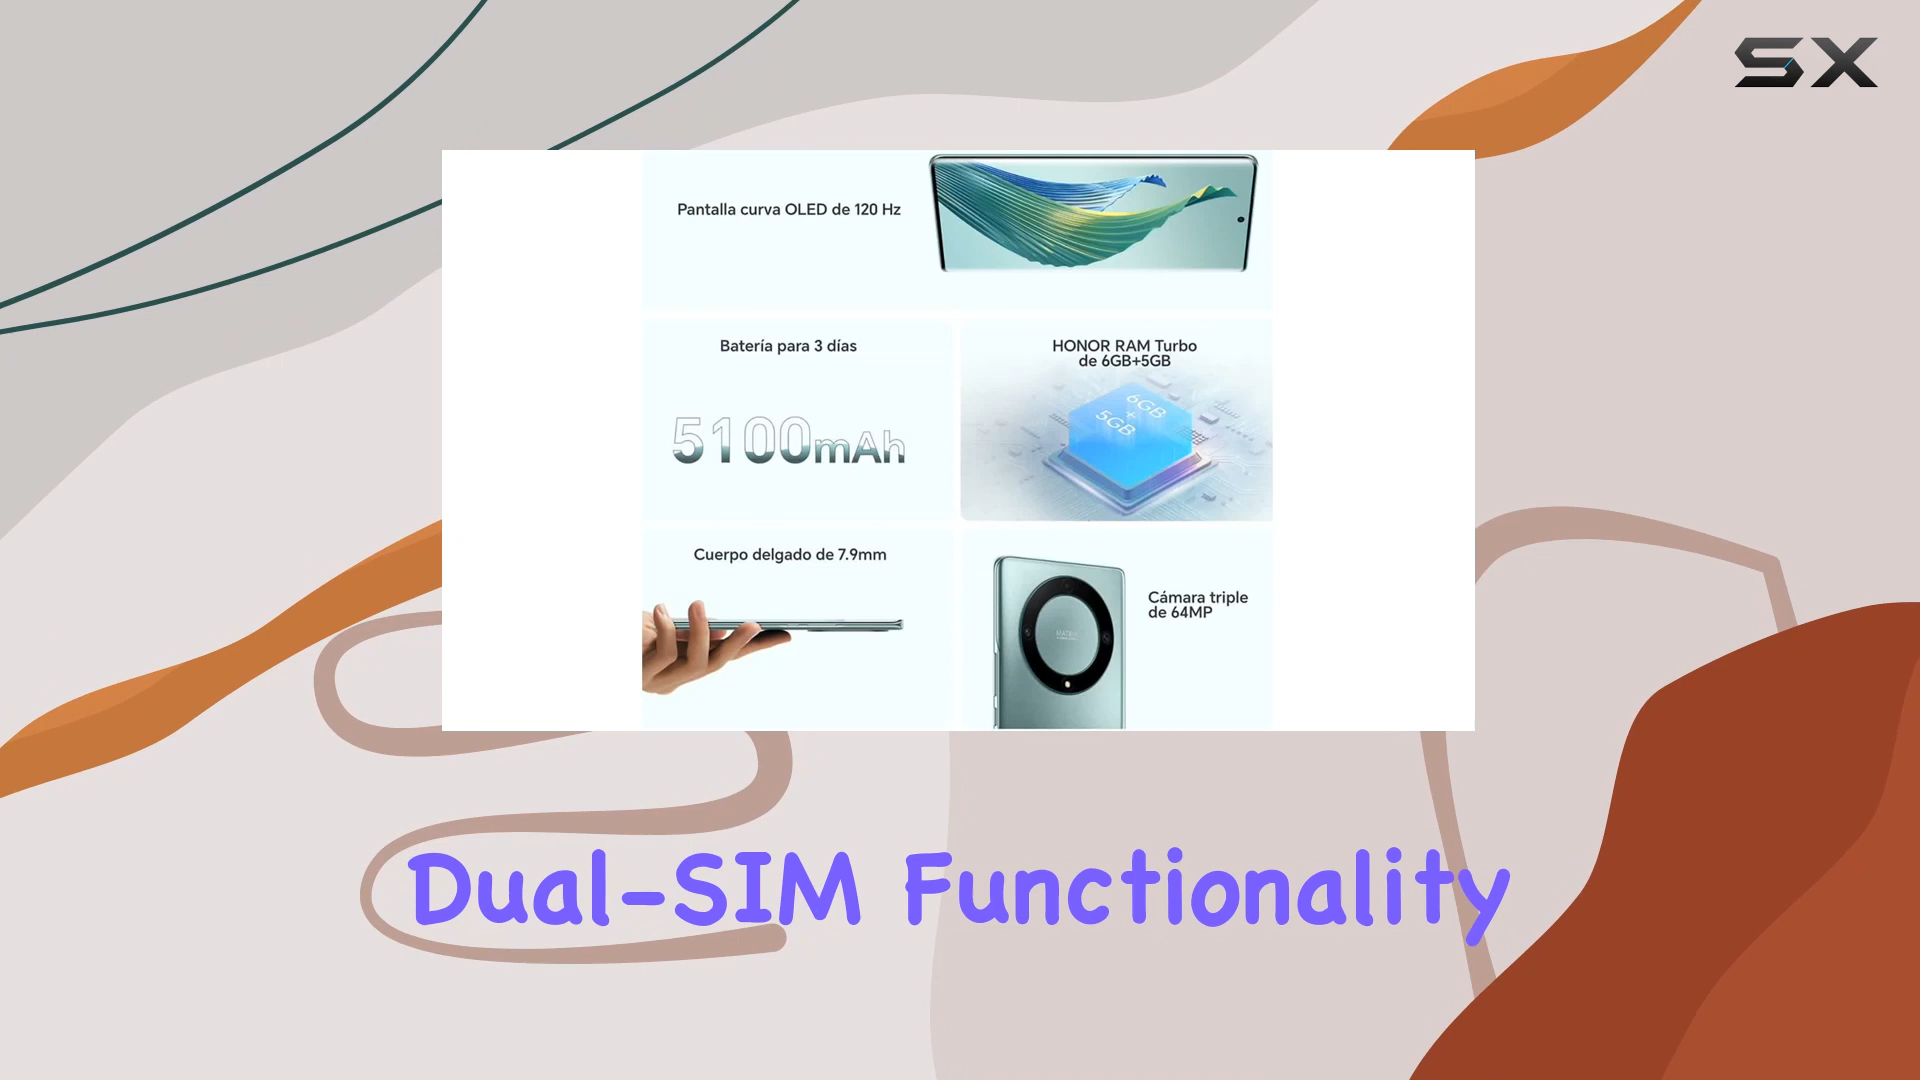 SX
Pantalla curva OLED de 120 Hz
Batería para 3 días
5100mAh
HONOR RAM Turbo
de 6GB+5GB
6GB
+
5GB
Cuerpo delgado de 7.9mm
Cámara triple
de 64MP
Dual-SIM Functionality